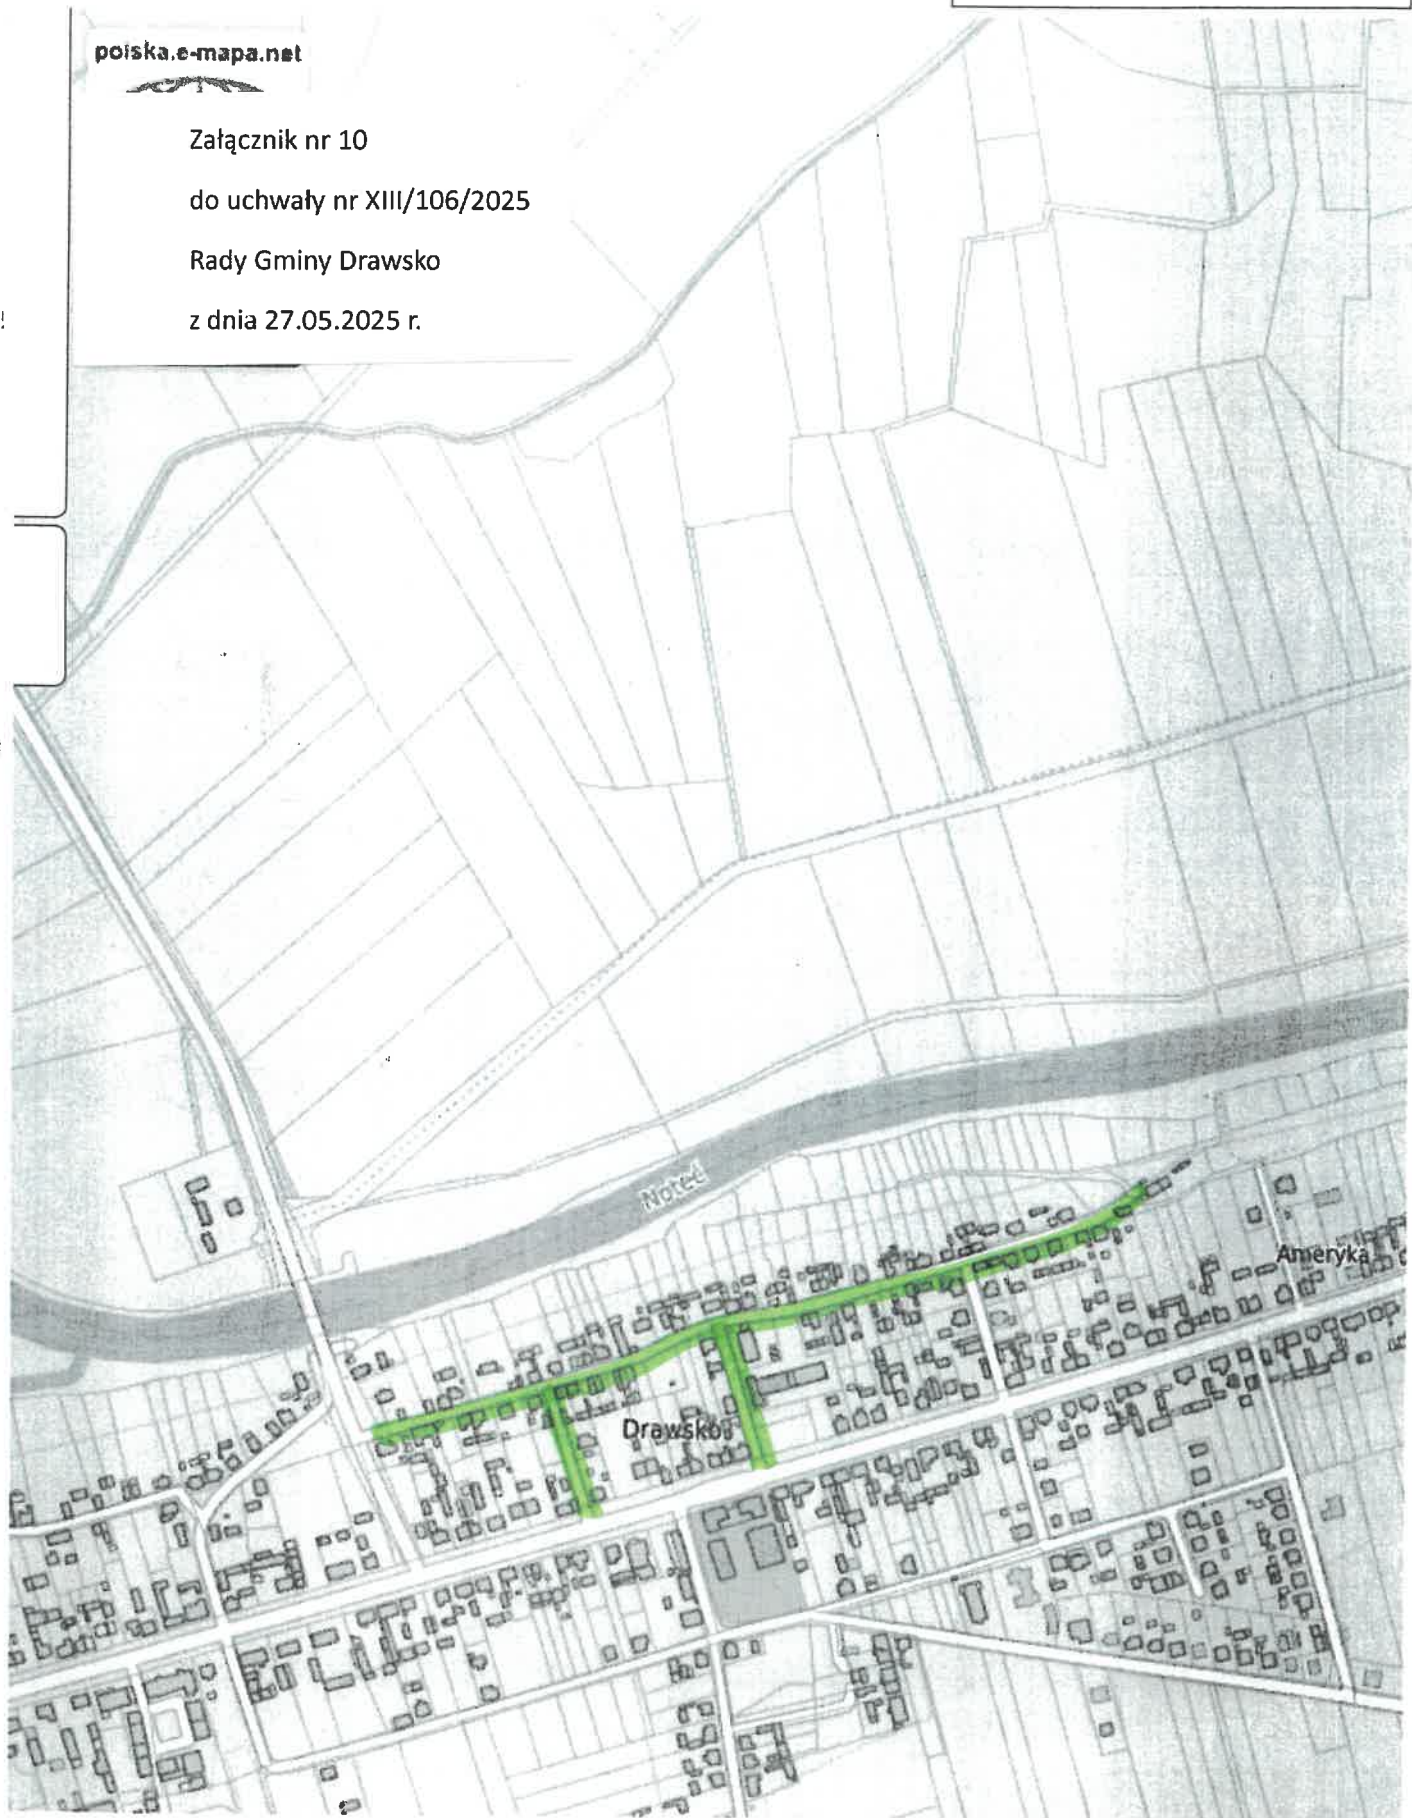 polska.e-mapa.net
Załącznik nr 10
do uchwały nr XIII/106/2025
Rady Gminy Drawsko
z dnia 27.05.2025 r.
Noteć
Ameryka
Drawsko